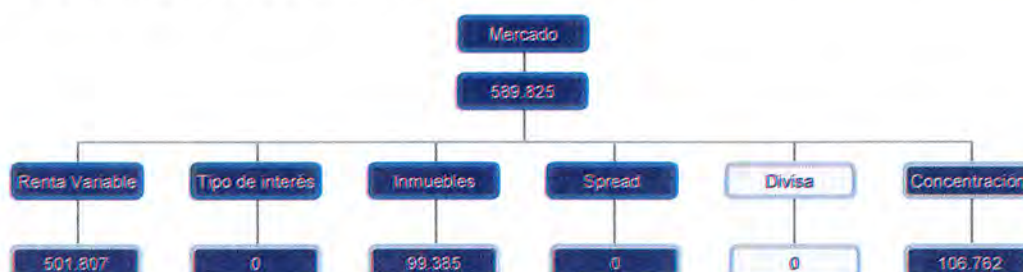 Mercado
589.825
Renta Variable Tipo de interés Inmuebles Spread Divisa Concentración
501.807 0 99.385 0 0 106.762